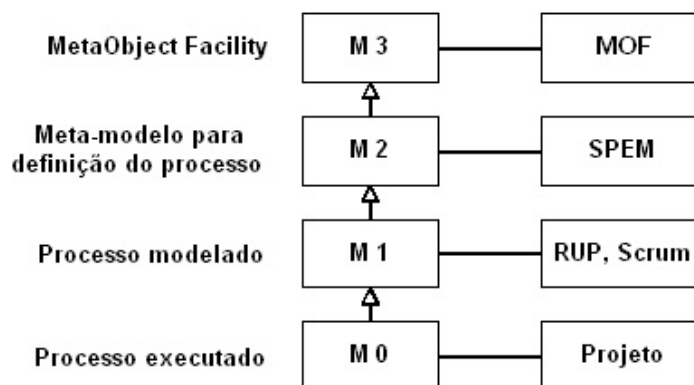 MetaObject Facility
M 3
MOF
Meta-modelo para
definição do processo
M 2
SPEM
Processo modelado
M 1
RUP, Scrum
Processo executado
M 0
Projeto